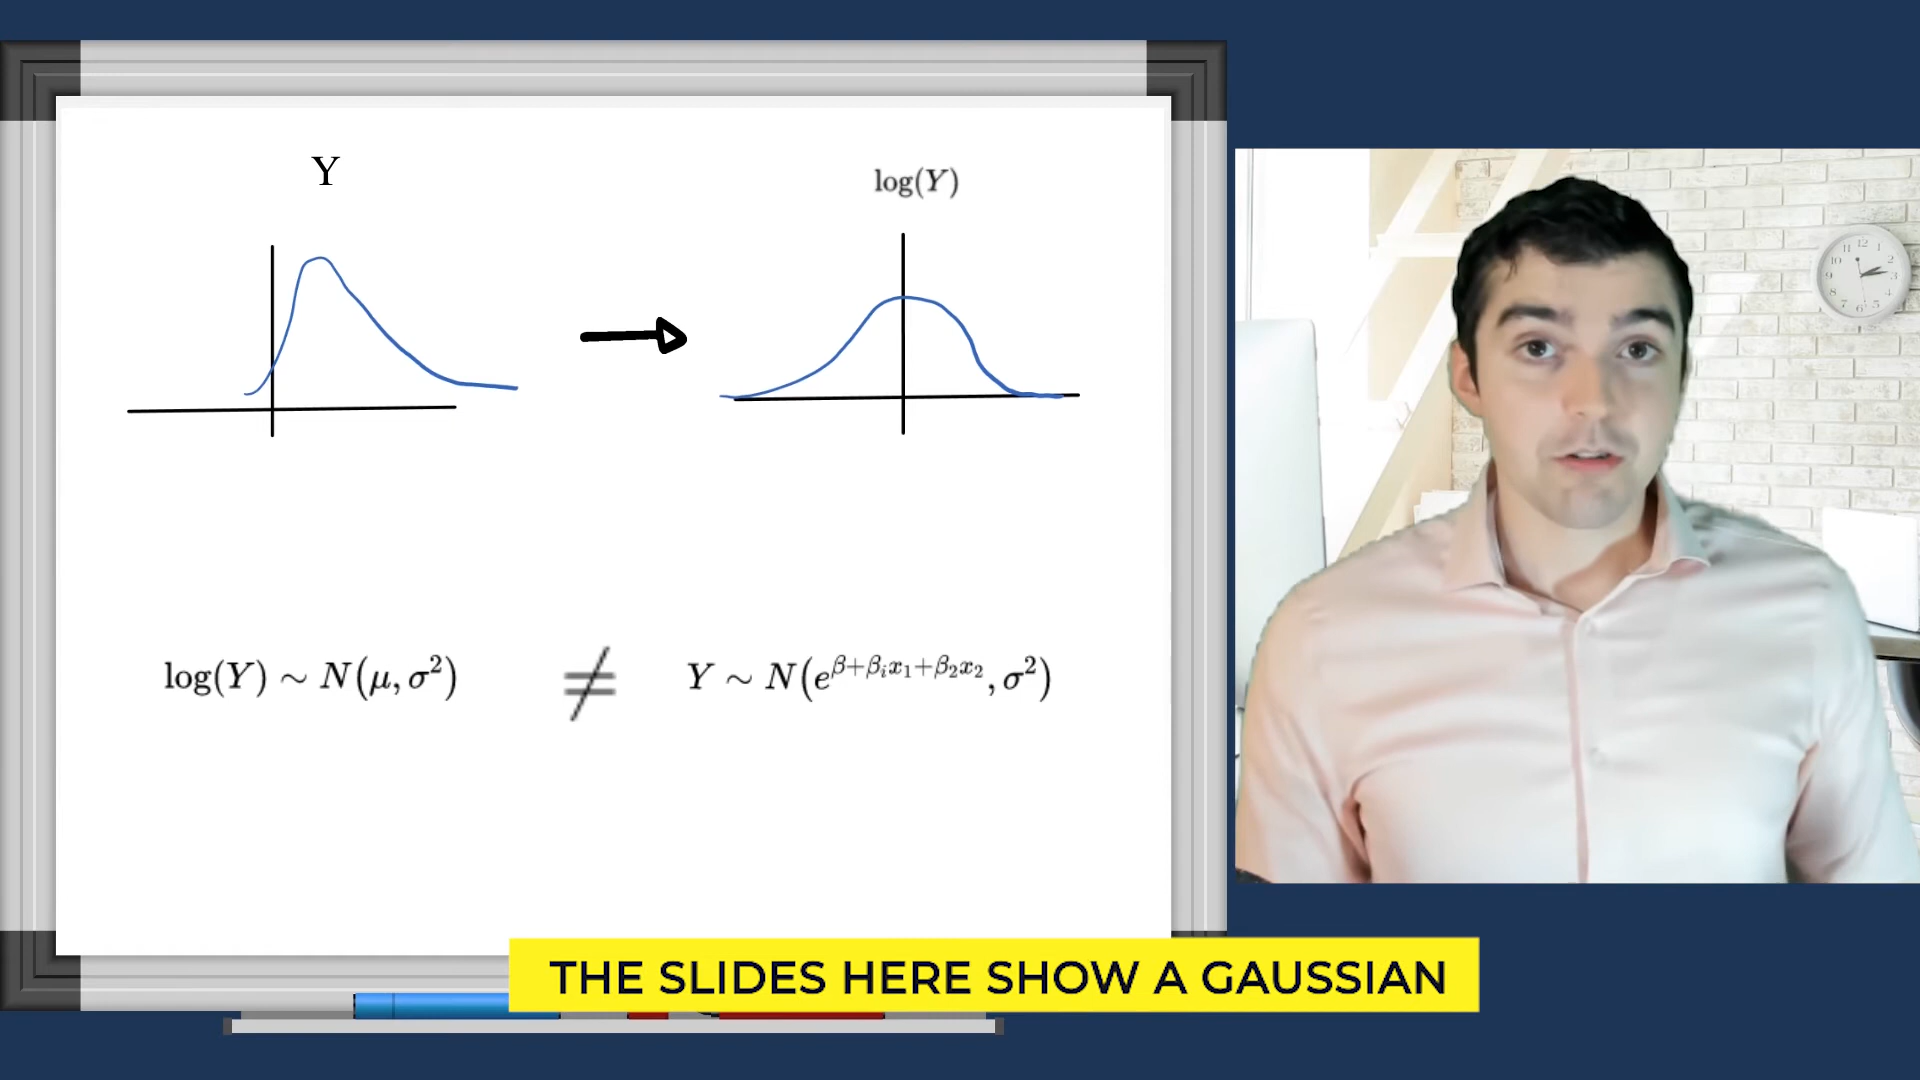 Y
log(Y)
log(Y) ∼ N(μ, σ²) ≠ Y ∼ N(e^{β+β_i x_1+β_2 x_2}, σ²)
THE SLIDES HERE SHOW A GAUSSIAN